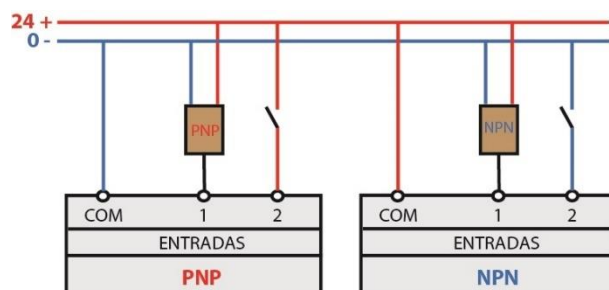 24 +
0 -
PNP
NPN
COM 1 2
COM 1 2
ENTRADAS
ENTRADAS
PNP
NPN